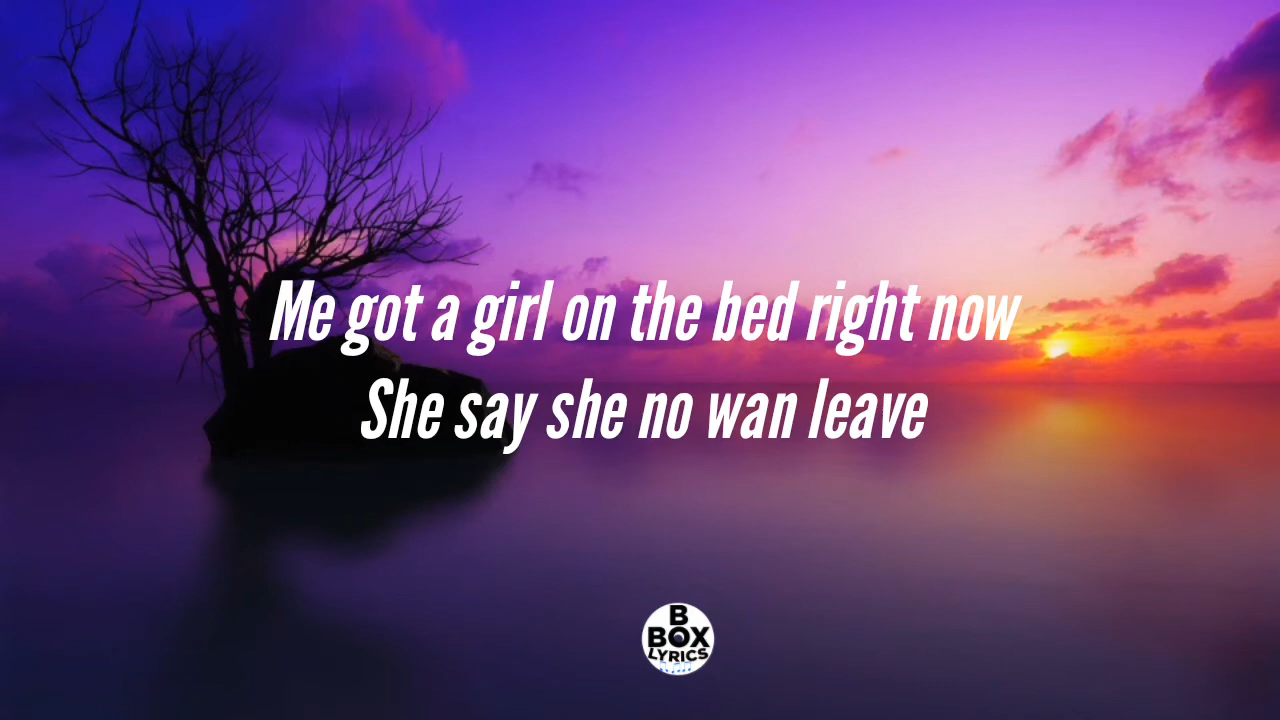 Me got a girl on the bed right now
She say she no wan leave
B
BOX
LYRICS